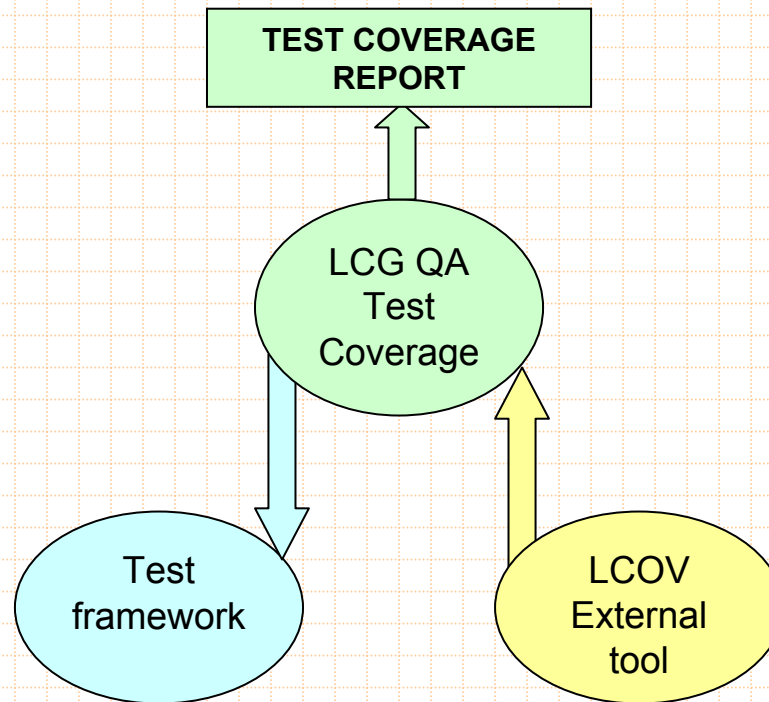 TEST COVERAGE
REPORT
LCG QA
Test
Coverage
Test
framework
LCOV
External
tool